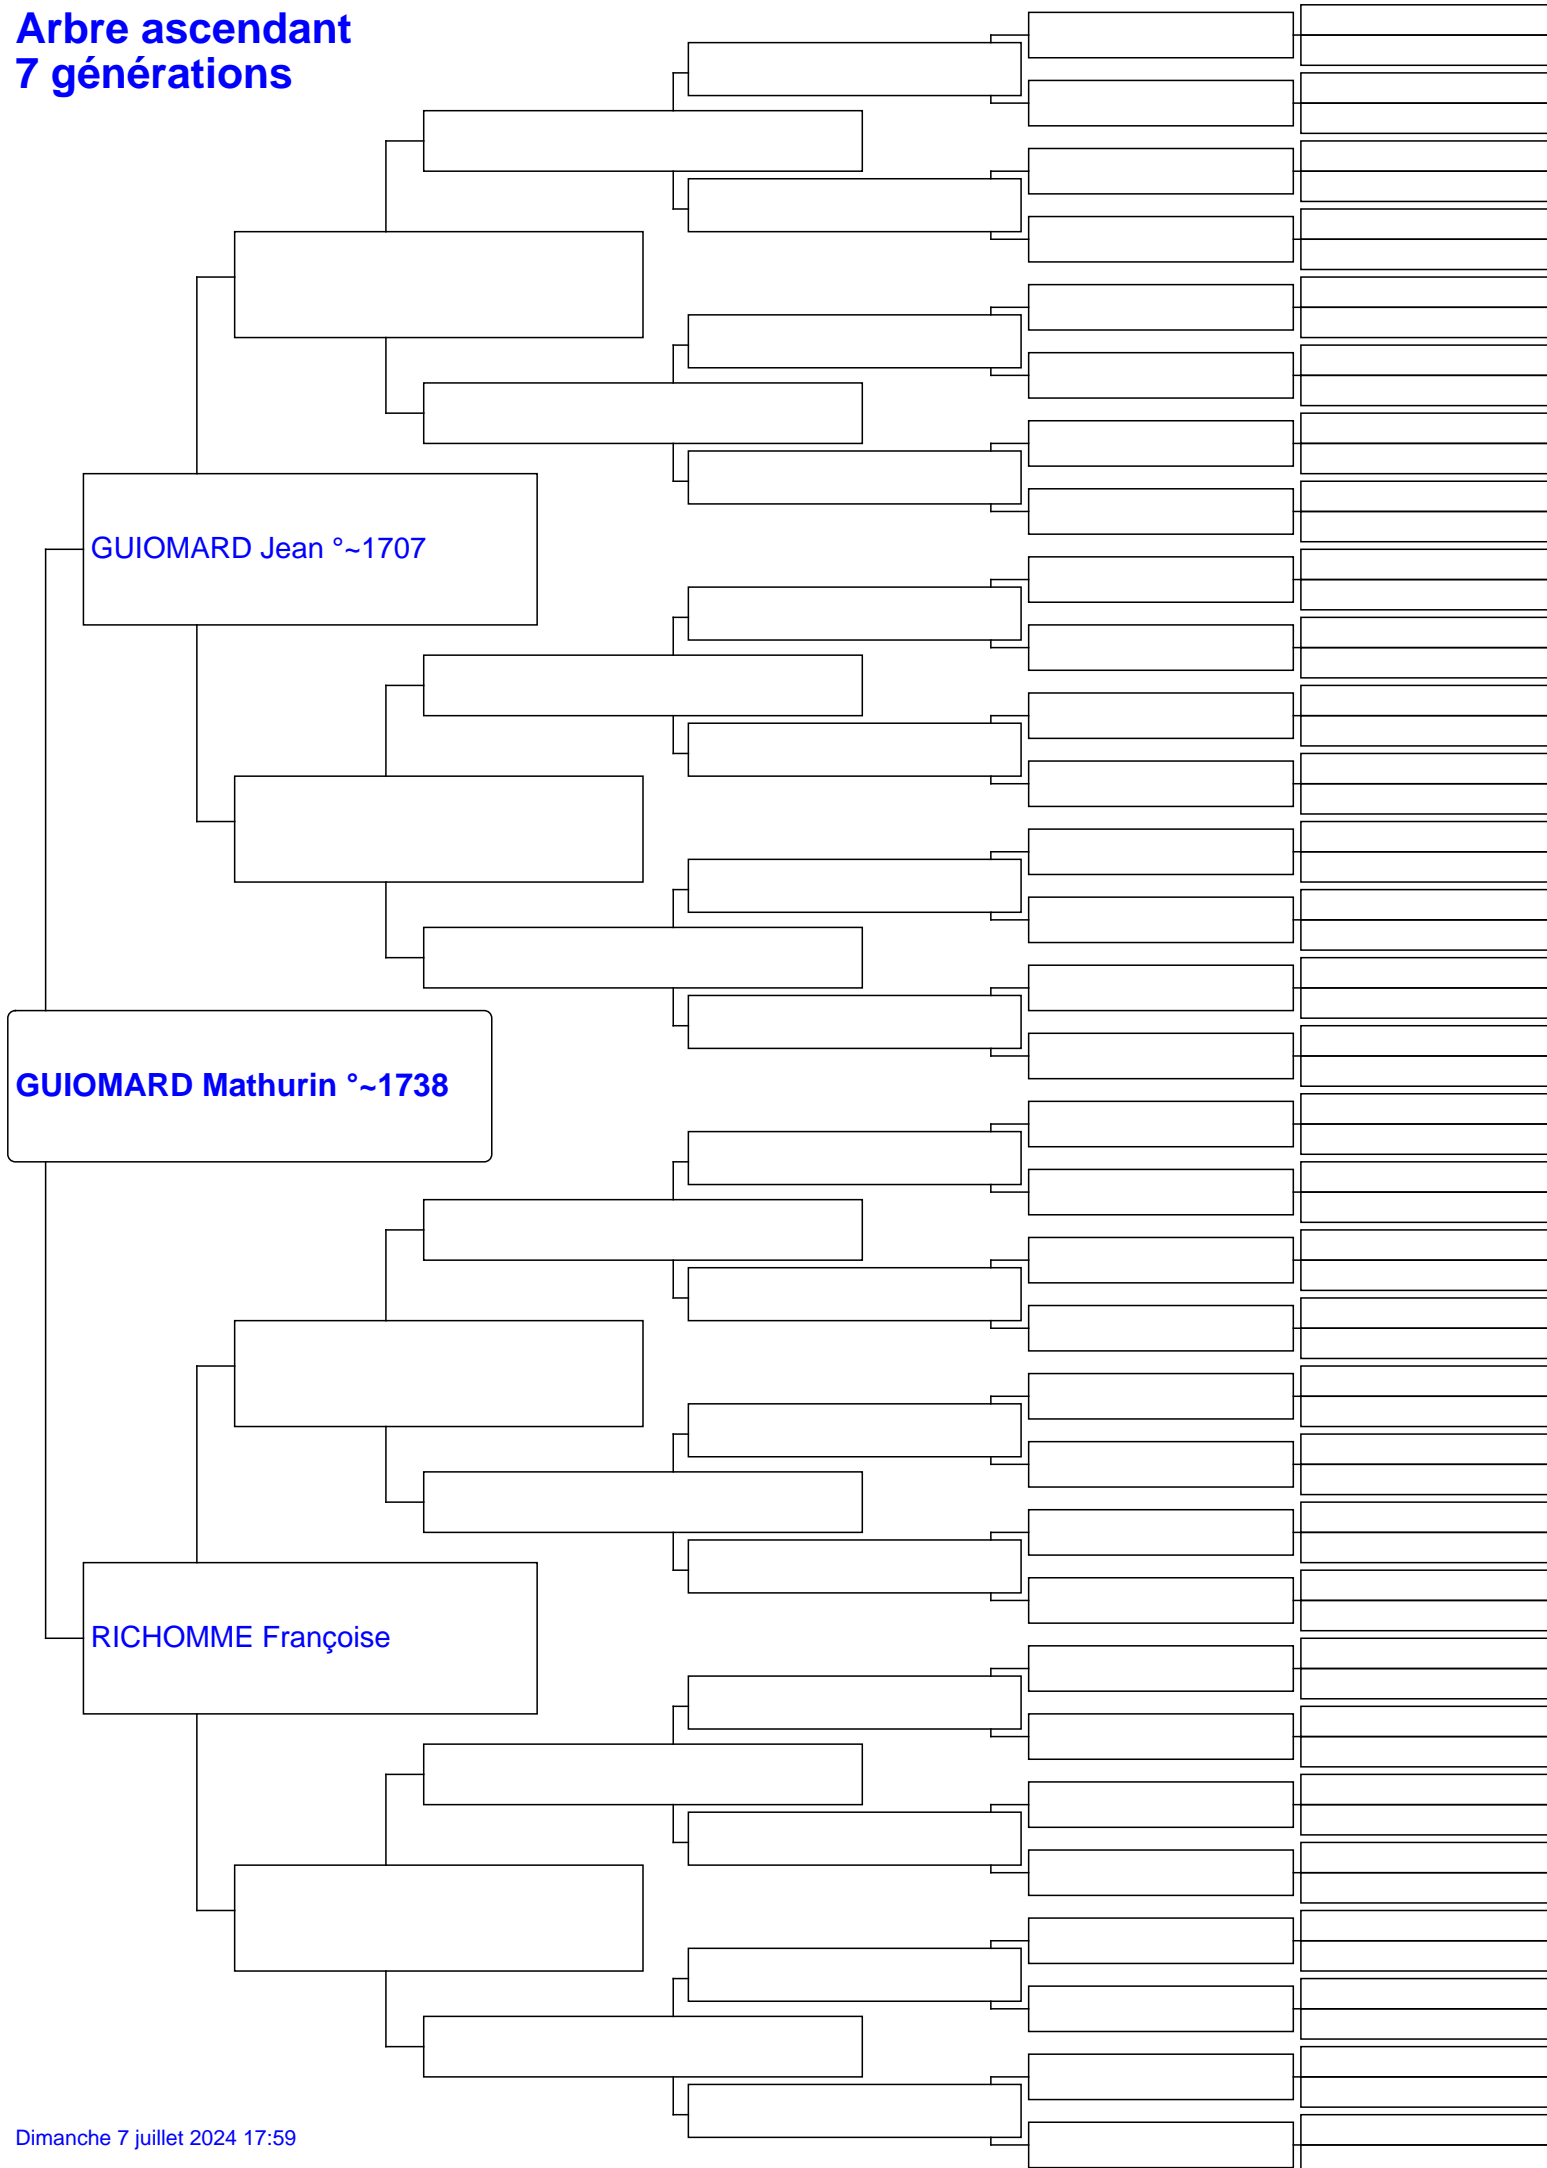 Arbre ascendant
7 générations
GUIOMARD Jean °~1707
GUIOMARD Mathurin °~1738
RICHOMME Françoise
Dimanche 7 juillet 2024 17:59